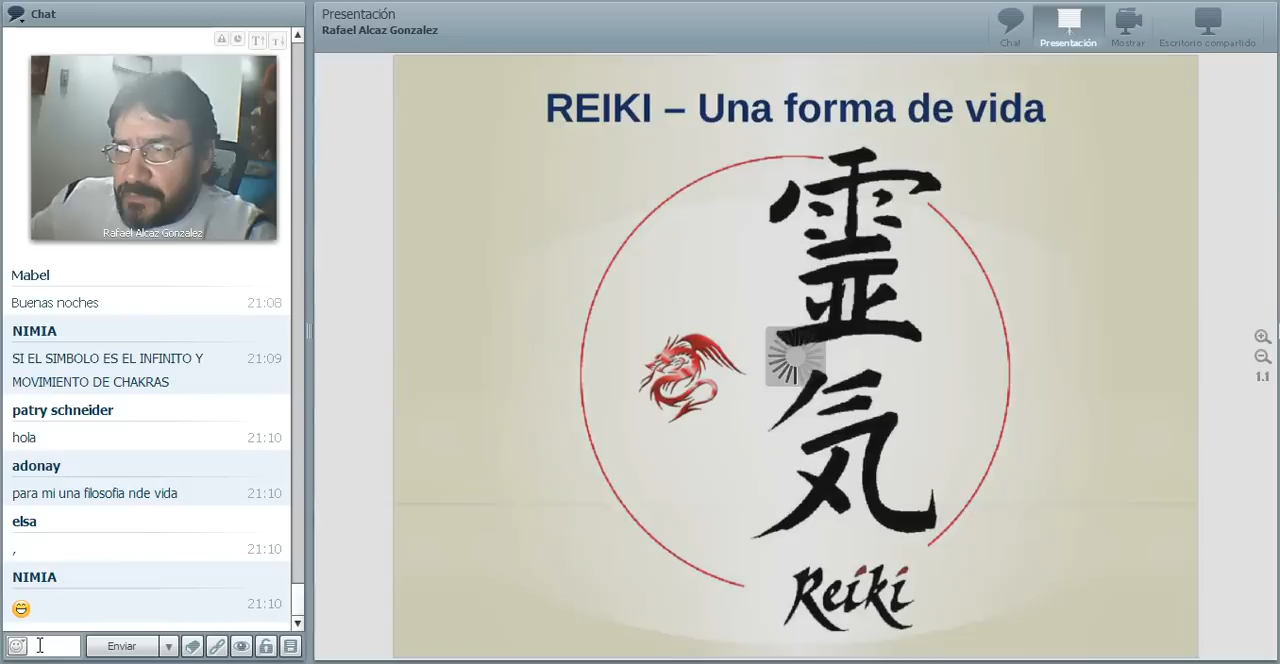 Chat
Rafael Alcaz Gonzalez
Mabel
Buenas noches 21:08
NIMIA
SI EL SIMBOLO ES EL INFINITO Y 21:09
MOVIMIENTO DE CHAKRAS
patry schneider
hola 21:10
adonay
para mi una filosofia nde vida 21:10
elsa
, 21:10
NIMIA
21:10
Enviar
Presentación
Rafael Alcaz Gonzalez
Chat Presentación Mostrar Escritorio compartido
REIKI – Una forma de vida
霊
気
Reiki
1.1